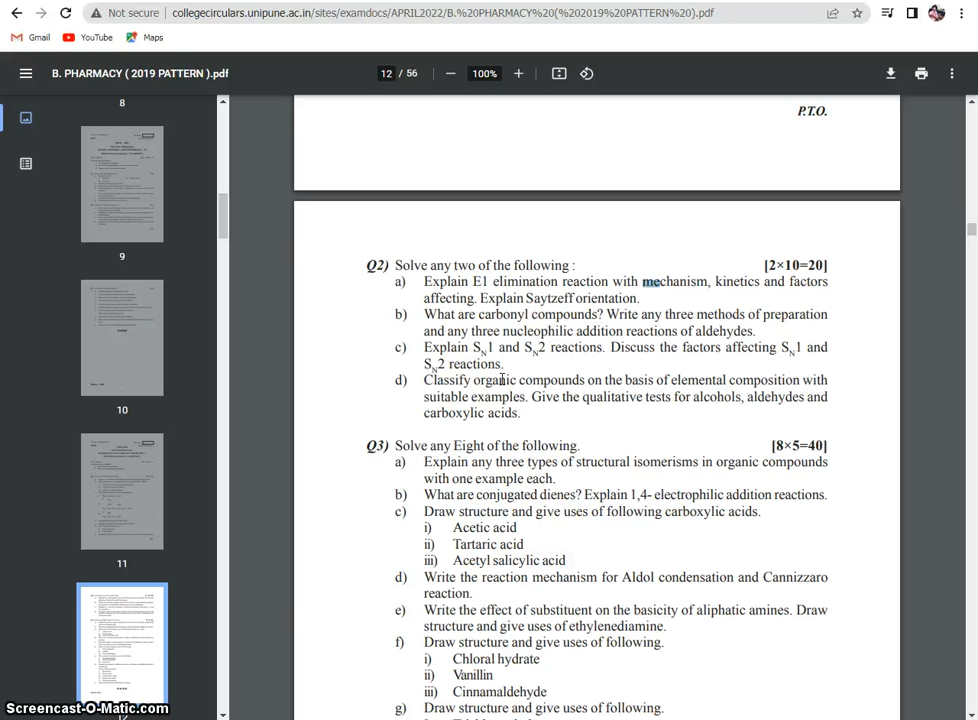 Not secure | collegecirculars.unipune.ac.in/sites/examdocs/APRIL2022/B.%20PHARMACY%20(%202019%20PATTERN%20).pdf
Gmail YouTube Maps
B. PHARMACY ( 2019 PATTERN ).pdf 12 / 56 100%
8
9
10
11
12
P.T.O.
Q2) Solve any two of the following : [2×10=20]
a) Explain E1 elimination reaction with mechanism, kinetics and factors
affecting. Explain Saytzeff orientation.
b) What are carbonyl compounds? Write any three methods of preparation
and any three nucleophilic addition reactions of aldehydes.
c) Explain SN1 and SN2 reactions. Discuss the factors affecting SN1 and
SN2 reactions.
d) Classify organic compounds on the basis of elemental composition with
suitable examples. Give the qualitative tests for alcohols, aldehydes and
carboxylic acids.
Q3) Solve any Eight of the following. [8×5=40]
a) Explain any three types of structural isomerisms in organic compounds
with one example each.
b) What are conjugated dienes? Explain 1,4- electrophilic addition reactions.
c) Draw structure and give uses of following carboxylic acids.
i) Acetic acid
ii) Tartaric acid
iii) Acetyl salicylic acid
d) Write the reaction mechanism for Aldol condensation and Cannizzaro
reaction.
e) Write the effect of substituent on the basicity of aliphatic amines. Draw
structure and give uses of ethylenediamine.
f) Draw structure and give uses of following.
i) Chloral hydrate
ii) Vanillin
iii) Cinnamaldehyde
g) Draw structure and give uses of following.
Screencast-O-Matic.com